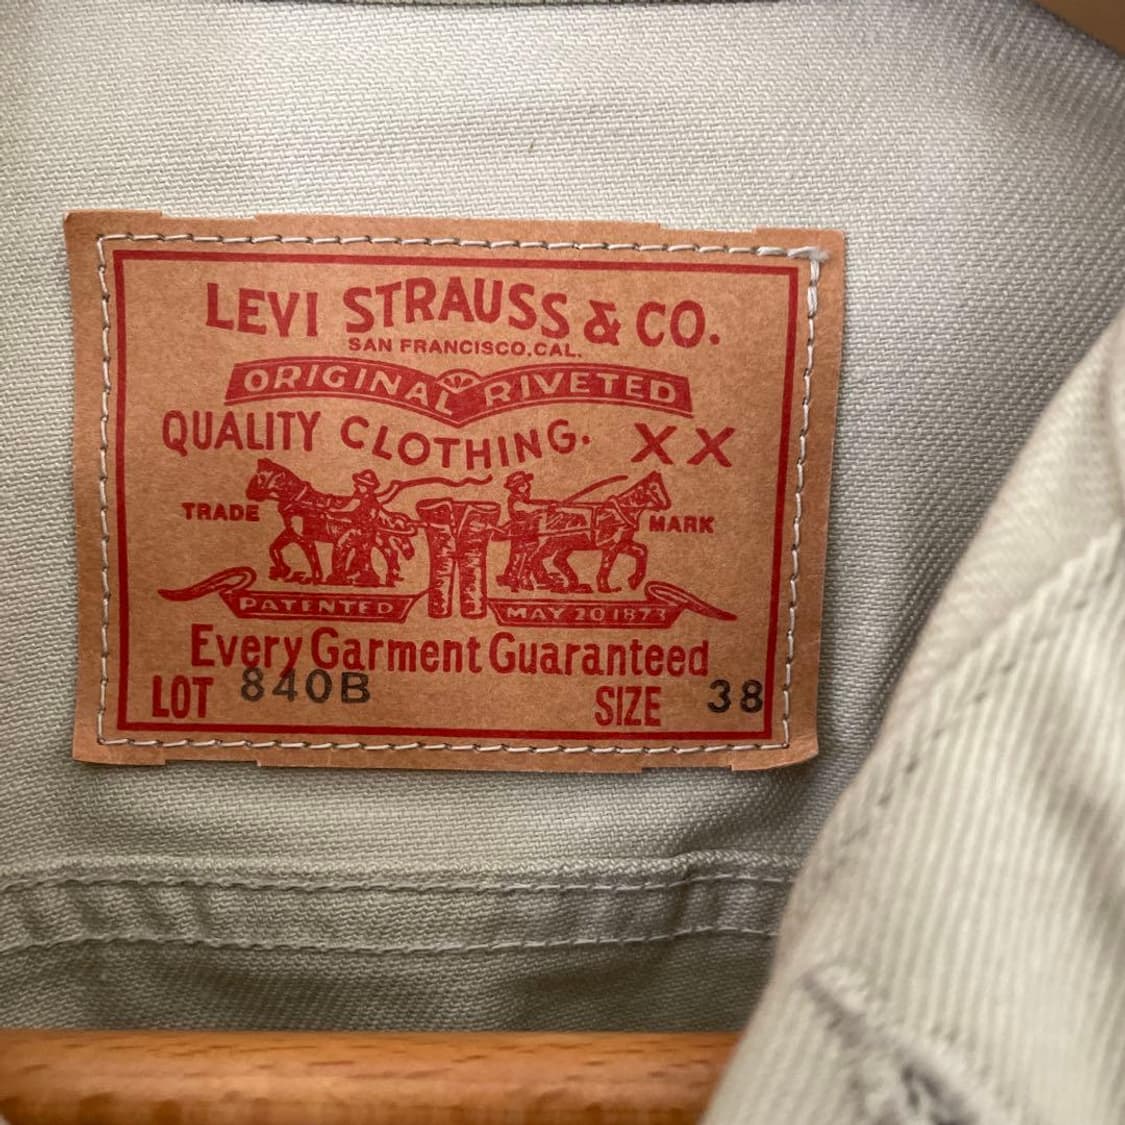 LEVI STRAUSS & CO.
SAN FRANCISCO, CAL.
ORIGINAL RIVETED
QUALITY CLOTHING. XX
TRADE MARK
PATENTED MAY 20 1873
Every Garment Guaranteed
LOT 840B SIZE 38